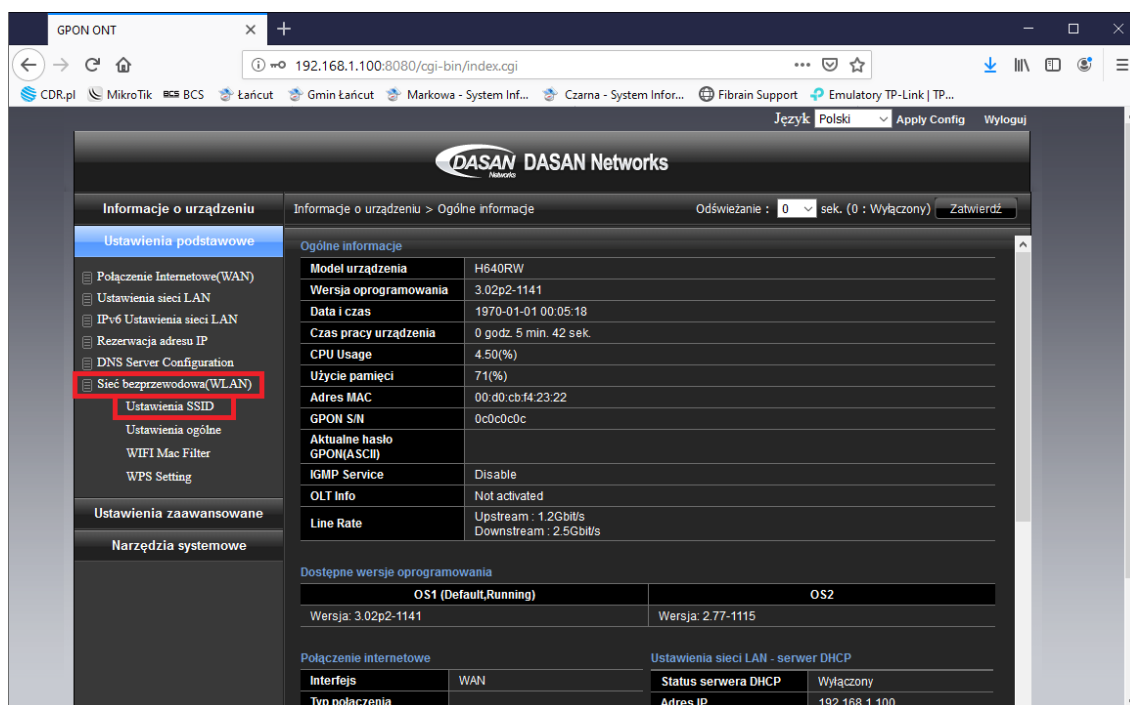 GPON ONT
192.168.1.100:8080/cgi-bin/index.cgi
CDR.pl MikroTik BCS BCS Łańcut Gmin Łańcut Markowa - System Inf... Czarna - System Infor... Fibrain Support Emulatory TP-Link | TP...
Język Polski Apply Config Wyloguj
DASAN Networks DASAN Networks
Informacje o urządzeniu
Ustawienia podstawowe
Połączenie Internetowe(WAN)
Ustawienia sieci LAN
IPv6 Ustawienia sieci LAN
Rezerwacja adresu IP
DNS Server Configuration
Sieć bezprzewodowa(WLAN)
Ustawienia SSID
Ustawienia ogólne
WIFI Mac Filter
WPS Setting
Ustawienia zaawansowane
Narzędzia systemowe
Informacje o urządzeniu > Ogólne informacje Odświeżanie : 0 sek. (0 : Wyłączony) Zatwierdź
Ogólne informacje
Model urządzenia H640RW
Wersja oprogramowania 3.02p2-1141
Data i czas 1970-01-01 00:05:18
Czas pracy urządzenia 0 godz. 5 min. 42 sek.
CPU Usage 4.50(%)
Użycie pamięci 71(%)
Adres MAC 00:d0:cb:f4:23:22
GPON S/N 0c0c0c0c
Aktualne hasło
GPON(ASCII)
IGMP Service Disable
OLT Info Not activated
Line Rate Upstream : 1.2Gbit/s
Downstream : 2.5Gbit/s
Dostępne wersje oprogramowania
OS1 (Default,Running) OS2
Wersja: 3.02p2-1141 Wersja: 2.77-1115
Połączenie internetowe Ustawienia sieci LAN - serwer DHCP
Interfejs WAN Status serwera DHCP Wyłączony
Typ połączenia Adres IP 192.168.1.100